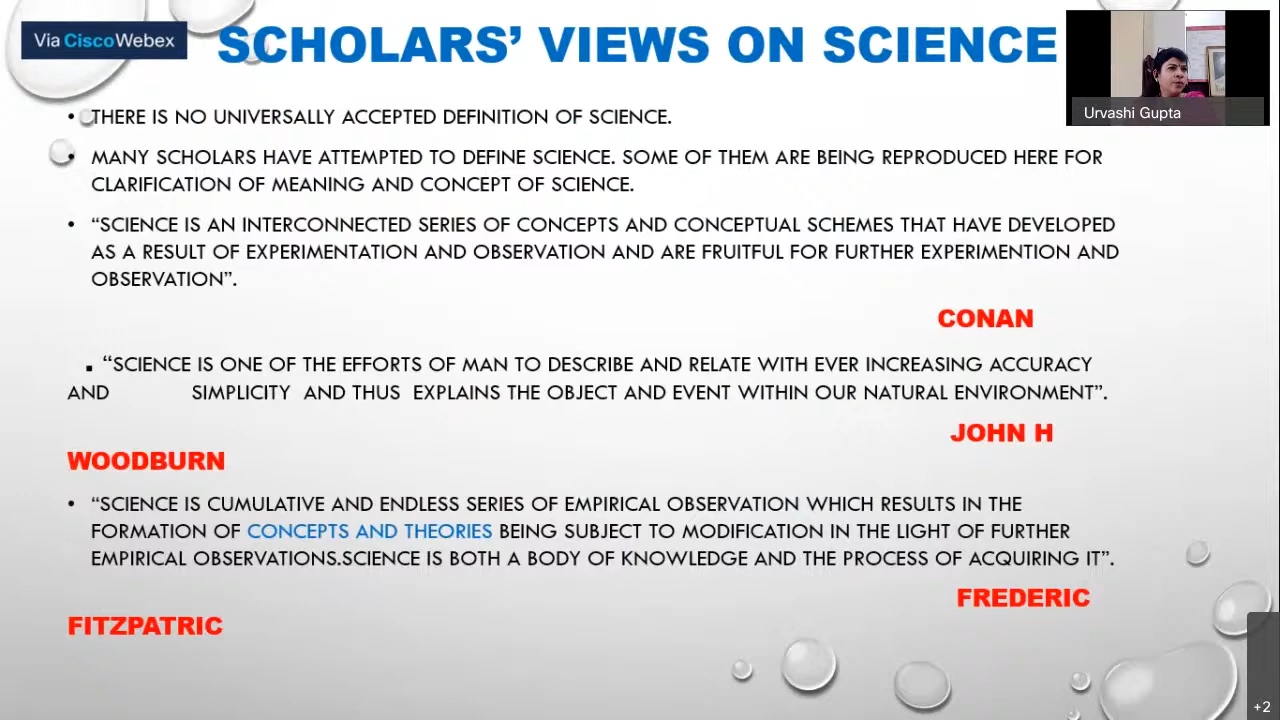 Via Cisco Webex
SCHOLARS' VIEWS ON SCIENCE
Urvashi Gupta
• THERE IS NO UNIVERSALLY ACCEPTED DEFINITION OF SCIENCE.
• MANY SCHOLARS HAVE ATTEMPTED TO DEFINE SCIENCE. SOME OF THEM ARE BEING REPRODUCED HERE FOR
CLARIFICATION OF MEANING AND CONCEPT OF SCIENCE.
• “SCIENCE IS AN INTERCONNECTED SERIES OF CONCEPTS AND CONCEPTUAL SCHEMES THAT HAVE DEVELOPED
AS A RESULT OF EXPERIMENTATION AND OBSERVATION AND ARE FRUITFUL FOR FURTHER EXPERIMENTION AND
OBSERVATION”.
CONAN
. “SCIENCE IS ONE OF THE EFFORTS OF MAN TO DESCRIBE AND RELATE WITH EVER INCREASING ACCURACY
AND SIMPLICITY AND THUS EXPLAINS THE OBJECT AND EVENT WITHIN OUR NATURAL ENVIRONMENT”.
JOHN H
WOODBURN
• “SCIENCE IS CUMULATIVE AND ENDLESS SERIES OF EMPIRICAL OBSERVATION WHICH RESULTS IN THE
FORMATION OF CONCEPTS AND THEORIES BEING SUBJECT TO MODIFICATION IN THE LIGHT OF FURTHER
EMPIRICAL OBSERVATIONS.SCIENCE IS BOTH A BODY OF KNOWLEDGE AND THE PROCESS OF ACQUIRING IT”.
FREDERIC
FITZPATRIC
+2